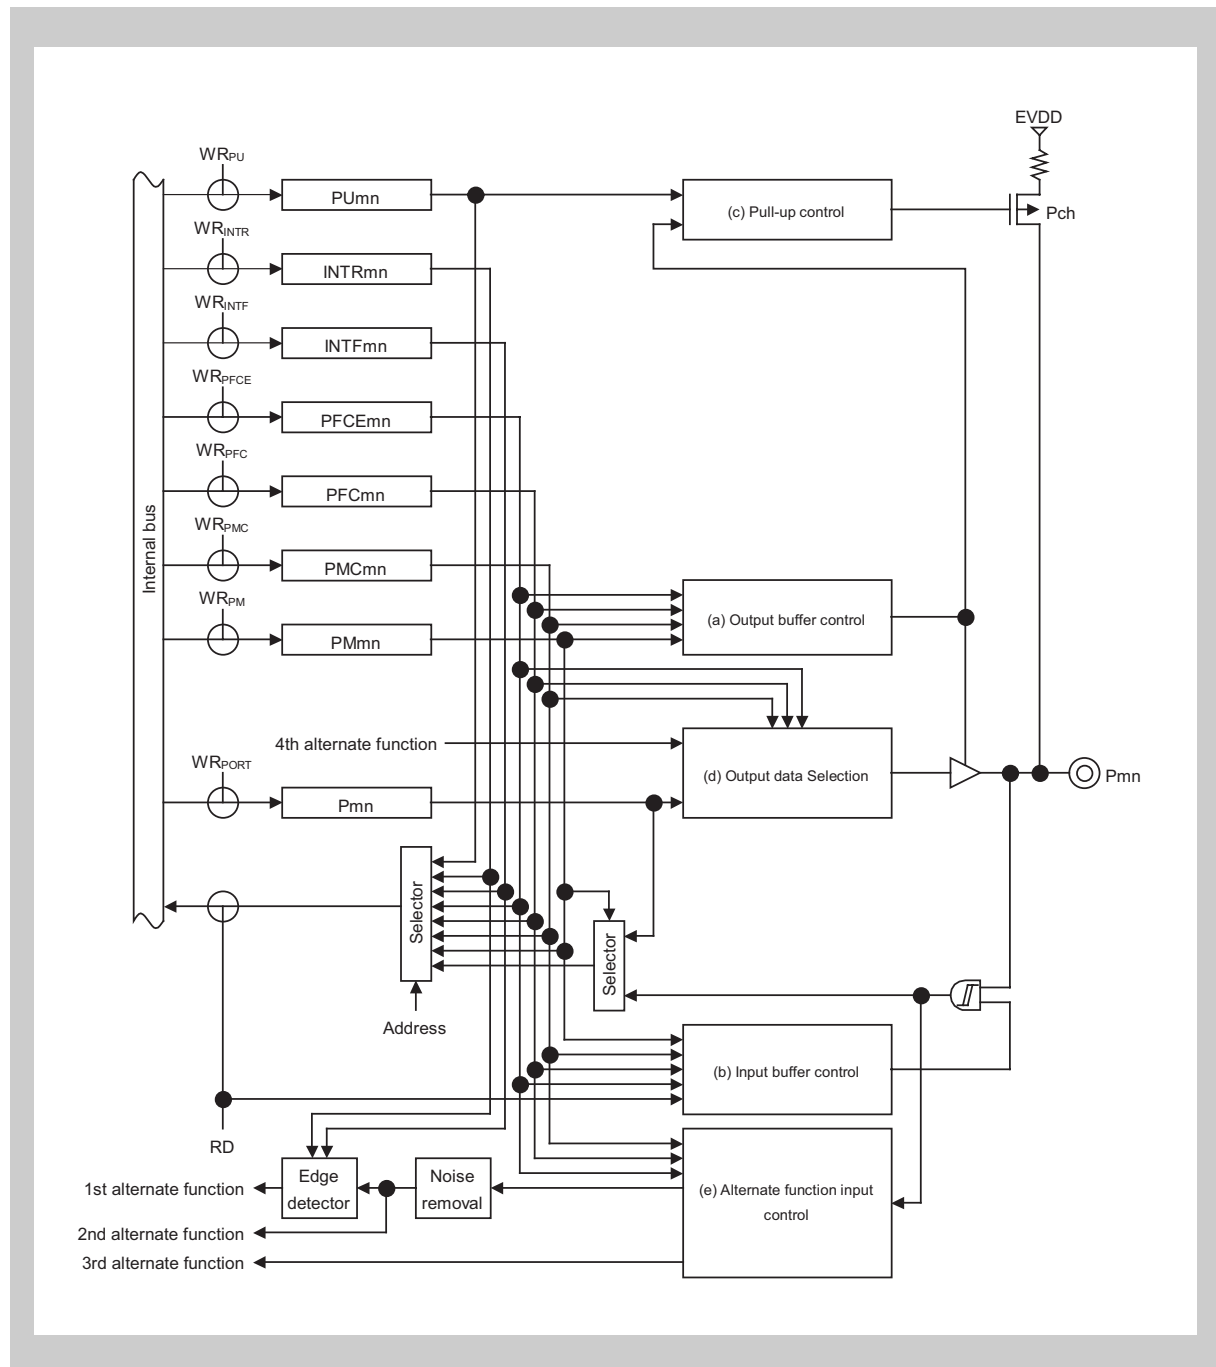 EVDD
WRPU
PUmn
(c) Pull-up control
Pch
WRINTR
INTRmn
WRINTF
INTFmn
WRPFCE
PFCEmn
WRPFC
PFCmn
Internal bus
WRPMC
PMCmn
WRPM
PMmn
(a) Output buffer control
4th alternate function
(d) Output data Selection
Pmn
WRPORT
Pmn
Selector
Selector
Address
(b) Input buffer control
RD
Edge
detector
Noise
removal
(e) Alternate function input
control
1st alternate function
2nd alternate function
3rd alternate function